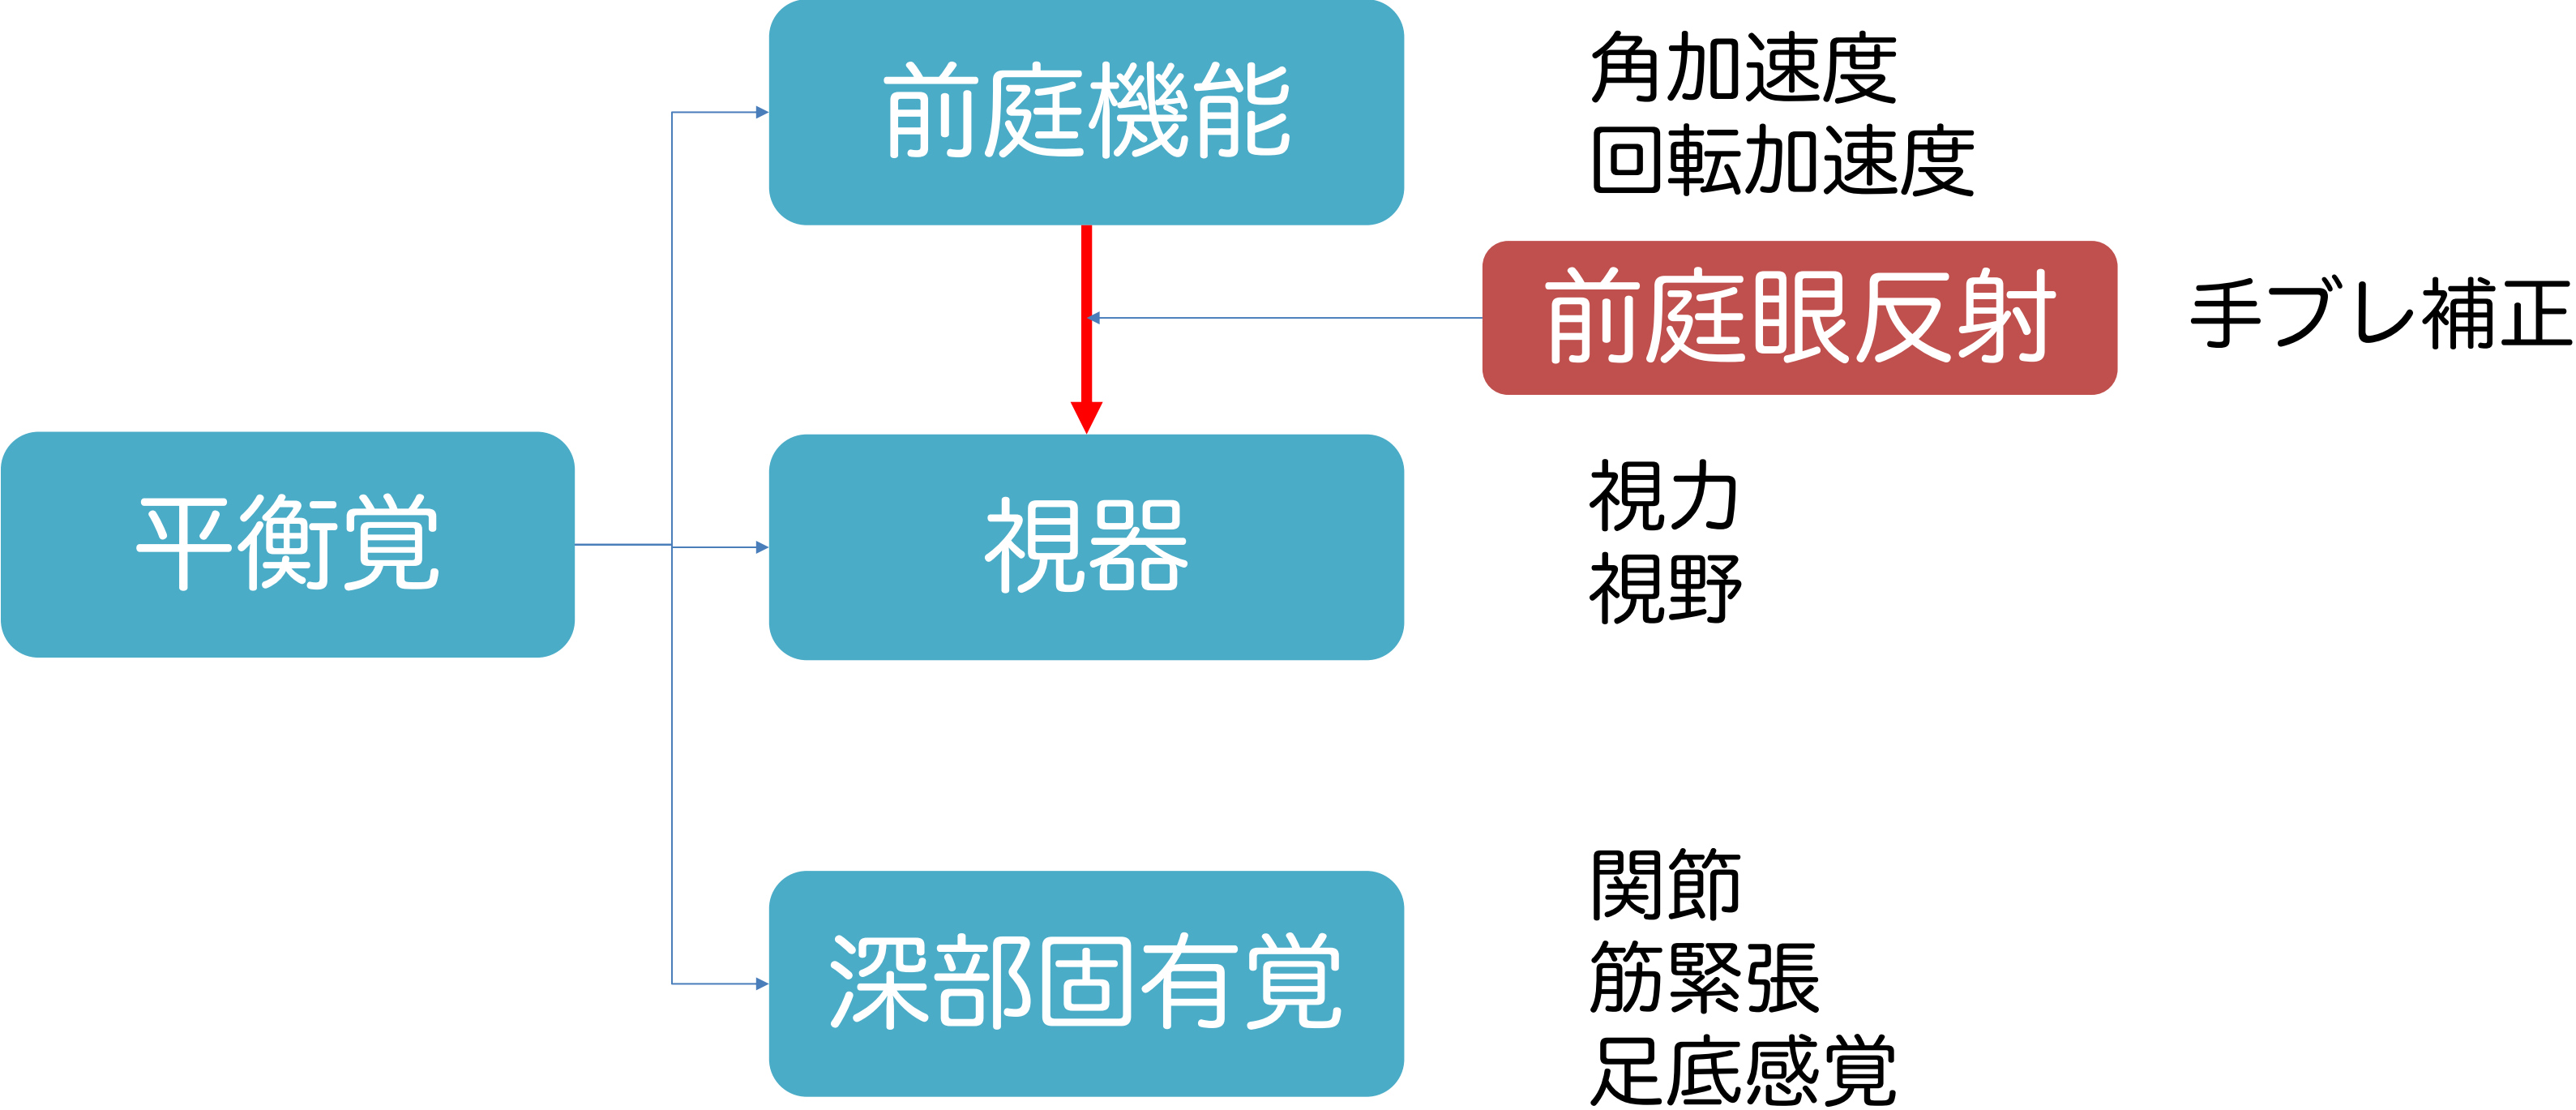 前庭機能
角加速度
回転加速度
前庭眼反射
手ブレ補正
平衡覚
視器
視力
視野
深部固有覚
関節
筋緊張
足底感覚